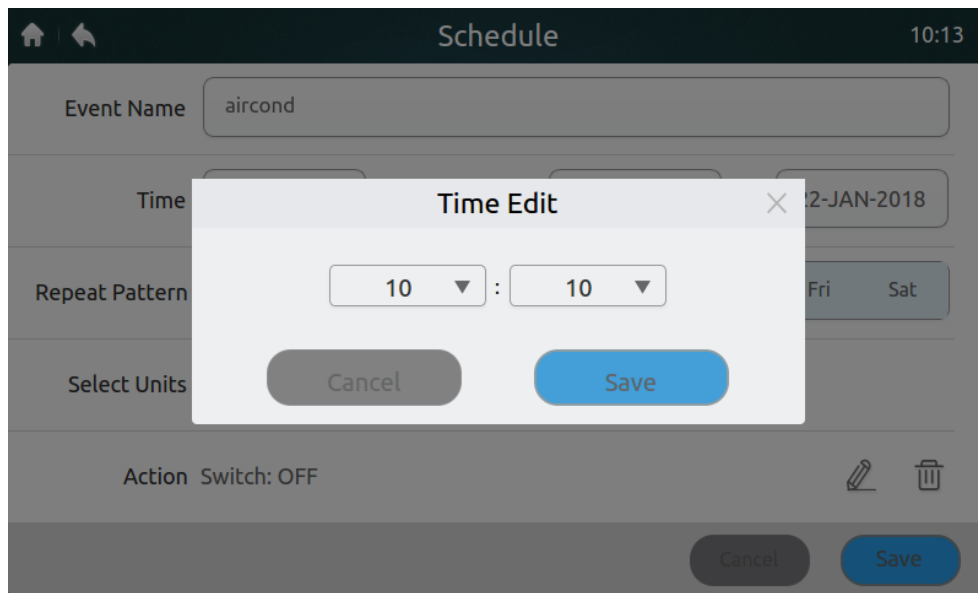 Schedule 10:13
Event Name aircond
Time Edit
Time 22-JAN-2018
10 : 10
Repeat Pattern Fri Sat
Cancel Save
Select Units
Action Switch: OFF
Cancel Save